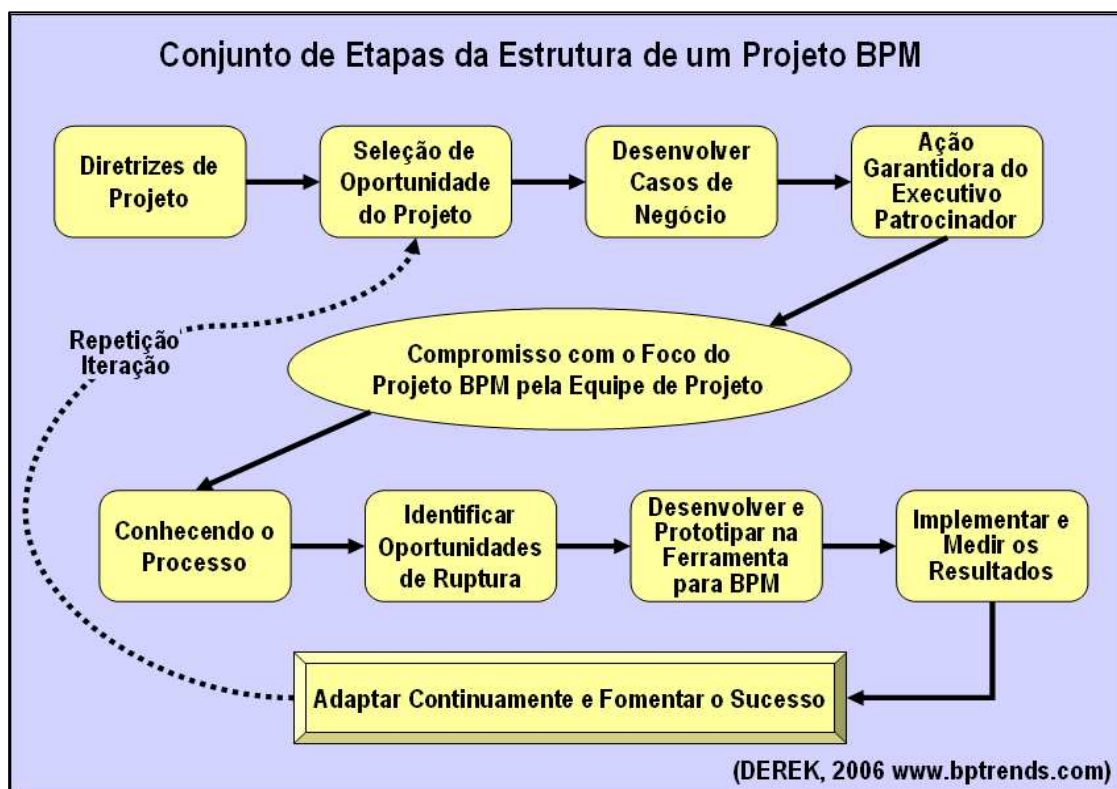 Conjunto de Etapas da Estrutura de um Projeto BPM
Diretrizes de
Projeto
Seleção de
Oportunidade
do Projeto
Desenvolver
Casos de
Negócio
Ação
Garantidora do
Executivo
Patrocinador
Repetição
Iteração
Compromisso com o Foco do
Projeto BPM pela Equipe de Projeto
Conhecendo o
Processo
Identificar
Oportunidades
de Ruptura
Desenvolver e
Prototipar na
Ferramenta
para BPM
Implementar e
Medir os
Resultados
Adaptar Continuamente e Fomentar o Sucesso
(DEREK, 2006 www.bptrends.com)